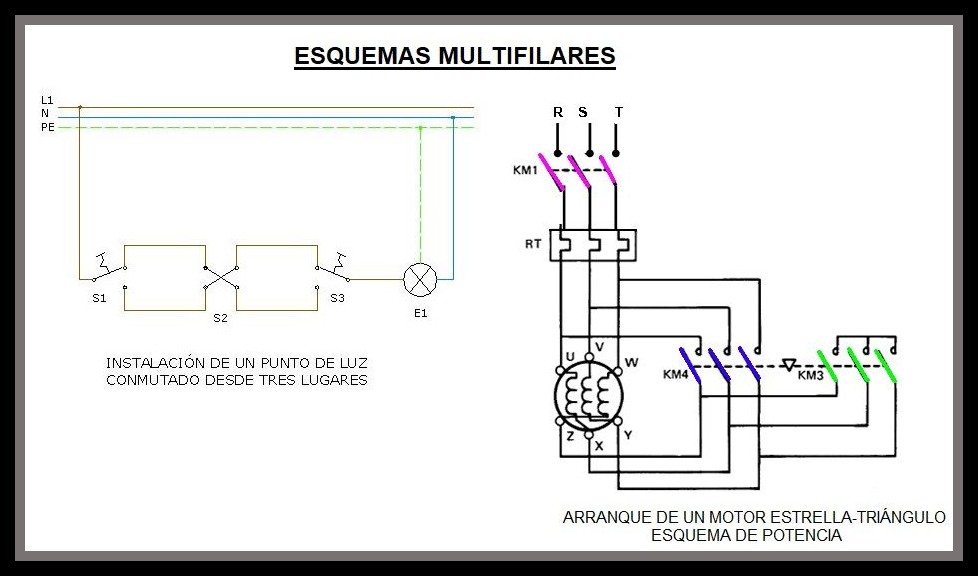 ESQUEMAS MULTIFILARES
L1
N
PE
S1
S2
S3
E1
INSTALACIÓN DE UN PUNTO DE LUZ
CONMUTADO DESDE TRES LUGARES
R S T
KM1
RT
U V W
KM4 KM3
Z X Y
ARRANQUE DE UN MOTOR ESTRELLA-TRIÁNGULO
ESQUEMA DE POTENCIA